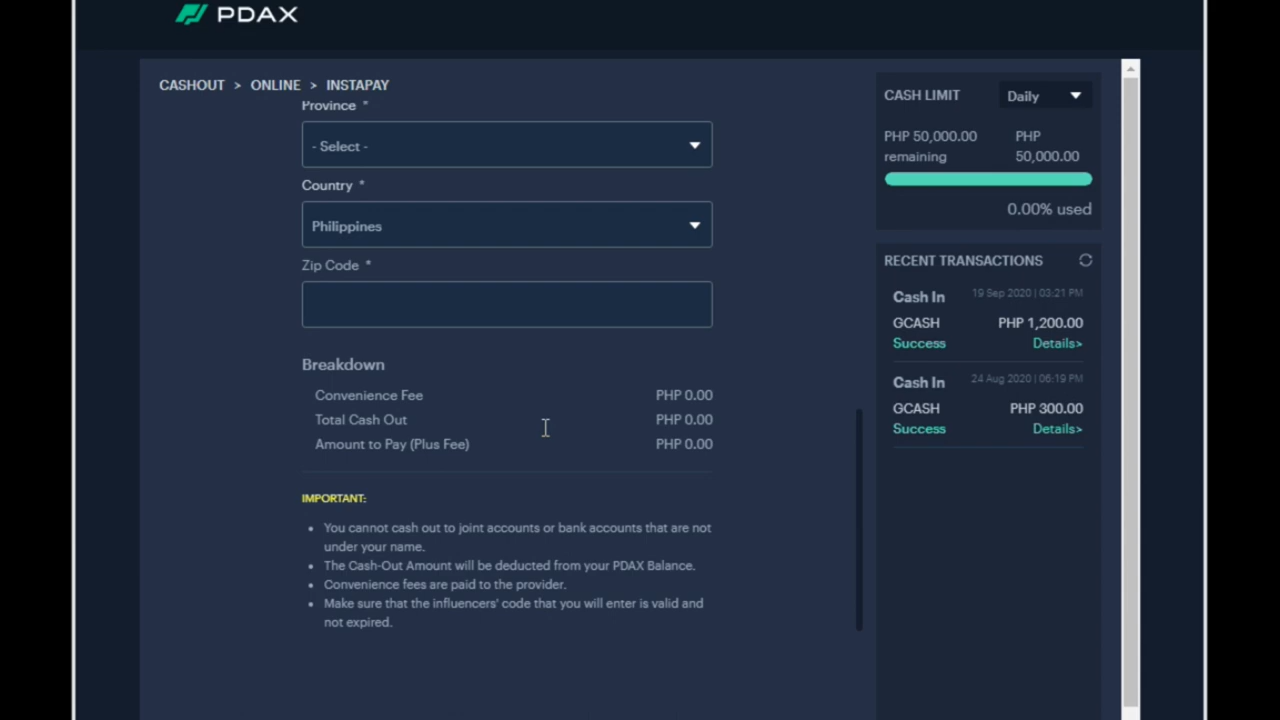 PDAX
CASHOUT > ONLINE > INSTAPAY
Province *
- Select -
Country *
Philippines
Zip Code *
Breakdown
Convenience Fee PHP 0.00
Total Cash Out PHP 0.00
Amount to Pay (Plus Fee) PHP 0.00
IMPORTANT:
• You cannot cash out to joint accounts or bank accounts that are not
under your name.
• The Cash-Out Amount will be deducted from your PDAX Balance.
• Convenience fees are paid to the provider.
• Make sure that the influencers' code that you will enter is valid and
not expired.
CASH LIMIT Daily
PHP 50,000.00 PHP
remaining 50,000.00
0.00% used
RECENT TRANSACTIONS
Cash In 19 Sep 2020 | 03:21 PM
GCASH PHP 1,200.00
Success Details>
Cash In 24 Aug 2020 | 06:19 PM
GCASH PHP 300.00
Success Details>